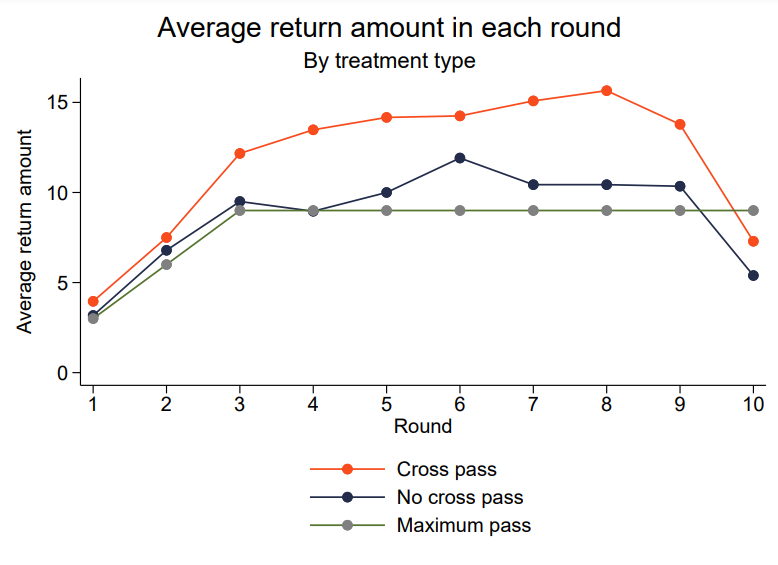 Average return amount in each round
By treatment type
Average return amount
15
10
5
0
1 2 3 4 5 6 7 8 9 10
Round
Cross pass
No cross pass
Maximum pass